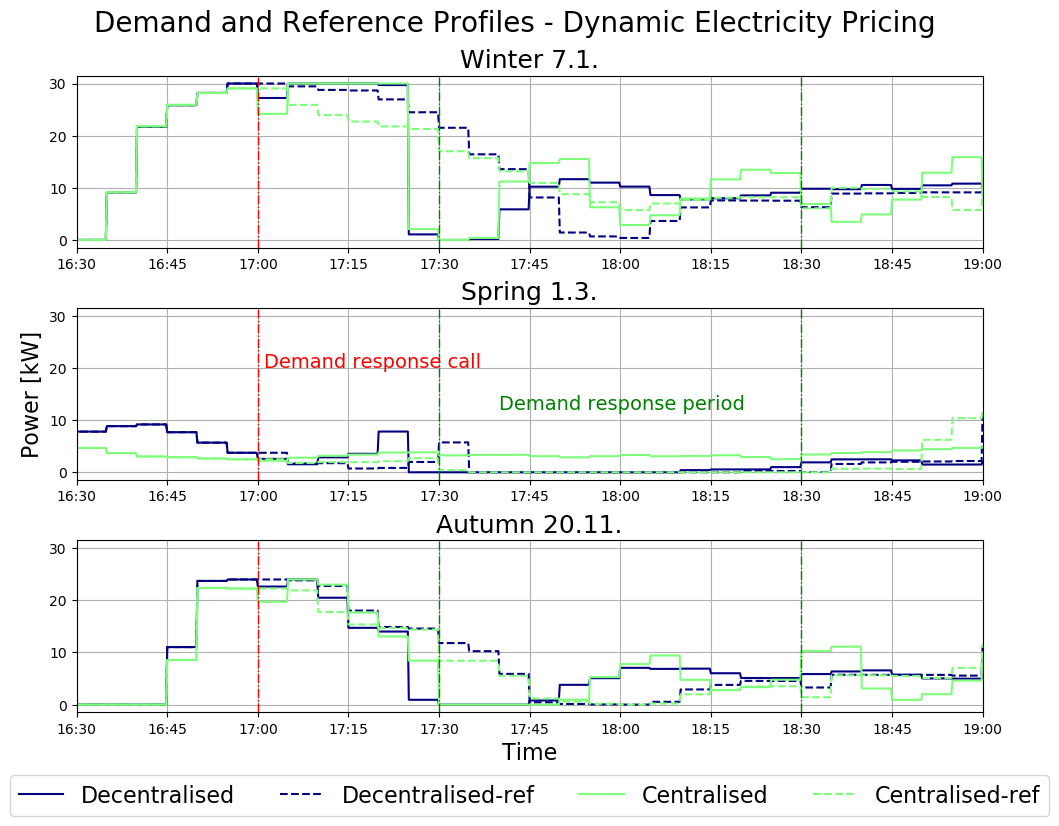 Demand and Reference Profiles - Dynamic Electricity Pricing
Winter 7.1.
30
20
10
0
16:30 16:45 17:00 17:15 17:30 17:45 18:00 18:15 18:30 18:45 19:00
Spring 1.3.
30
20
10
0
Power [kW]
Demand response call
Demand response period
16:30 16:45 17:00 17:15 17:30 17:45 18:00 18:15 18:30 18:45 19:00
Autumn 20.11.
30
20
10
0
16:30 16:45 17:00 17:15 17:30 17:45 18:00 18:15 18:30 18:45 19:00
Time
Decentralised Decentralised-ref Centralised Centralised-ref